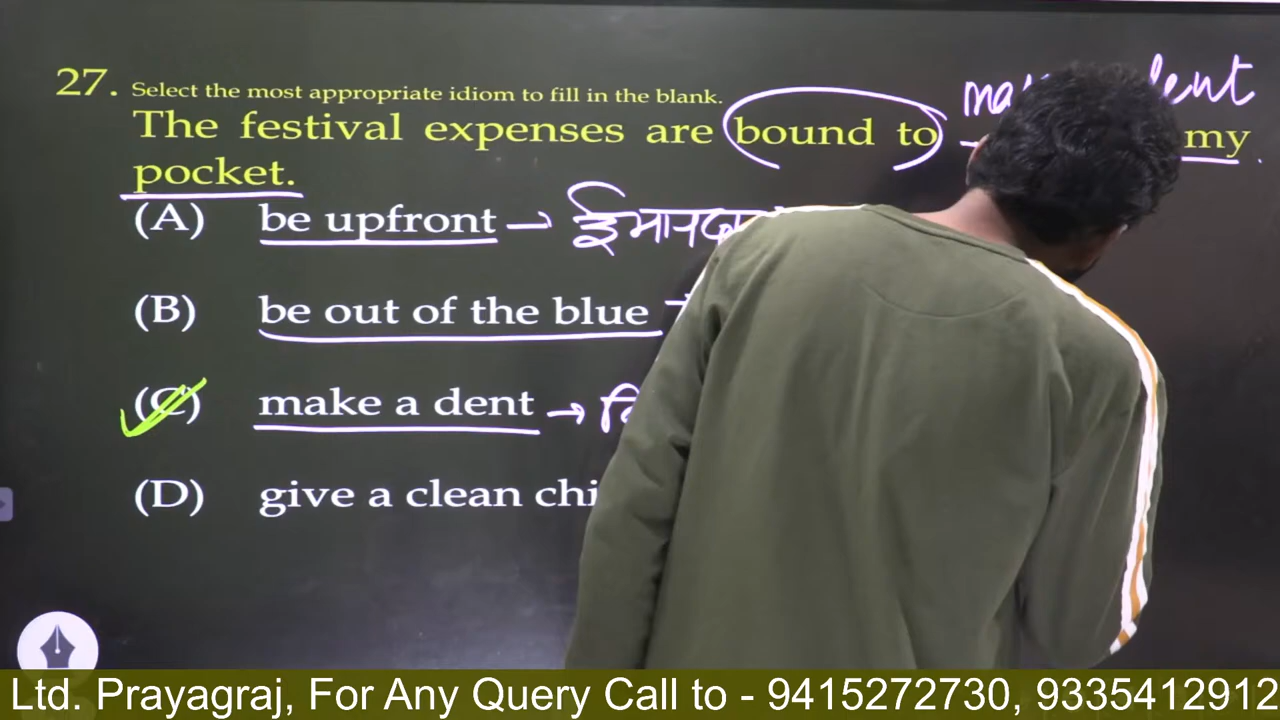 27. Select the most appropriate idiom to fill in the blank.
dent
The festival expenses are bound to my
pocket.
(A) be upfront →
(B) be out of the blue →
(C) make a dent →
(D) give a clean
Ltd. Prayagraj, For Any Query Call to - 9415272730, 9335412912